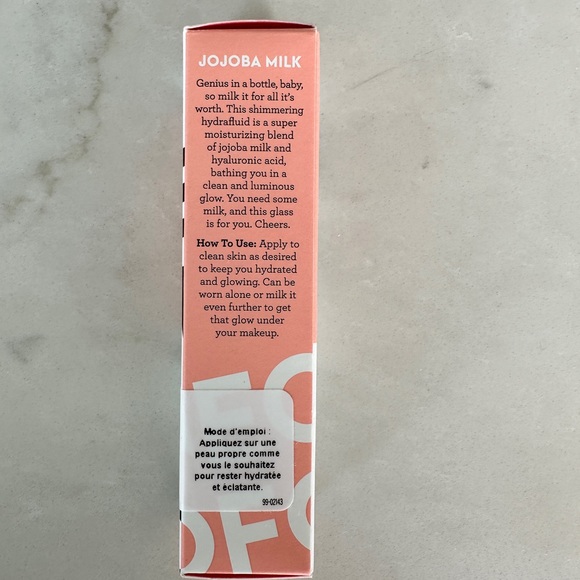 JOJOBA MILK
Genius in a bottle, baby,
so milk it for all it's
worth. This shimmering
hydrafluid is a super
moisturizing blend
of jojoba milk and
hyaluronic acid,
bathing you in a
clean and luminous
glow. You need some
milk, and this glass
is for you. Cheers.
How To Use: Apply to
clean skin as desired
to keep you hydrated
and glowing. Can be
worn alone or milk it
even further to get
that glow under
your makeup.
Mode d'emploi :
Appliquez sur une
peau propre comme
vous le souhaitez
pour rester hydratée
et éclatante.
99-02143